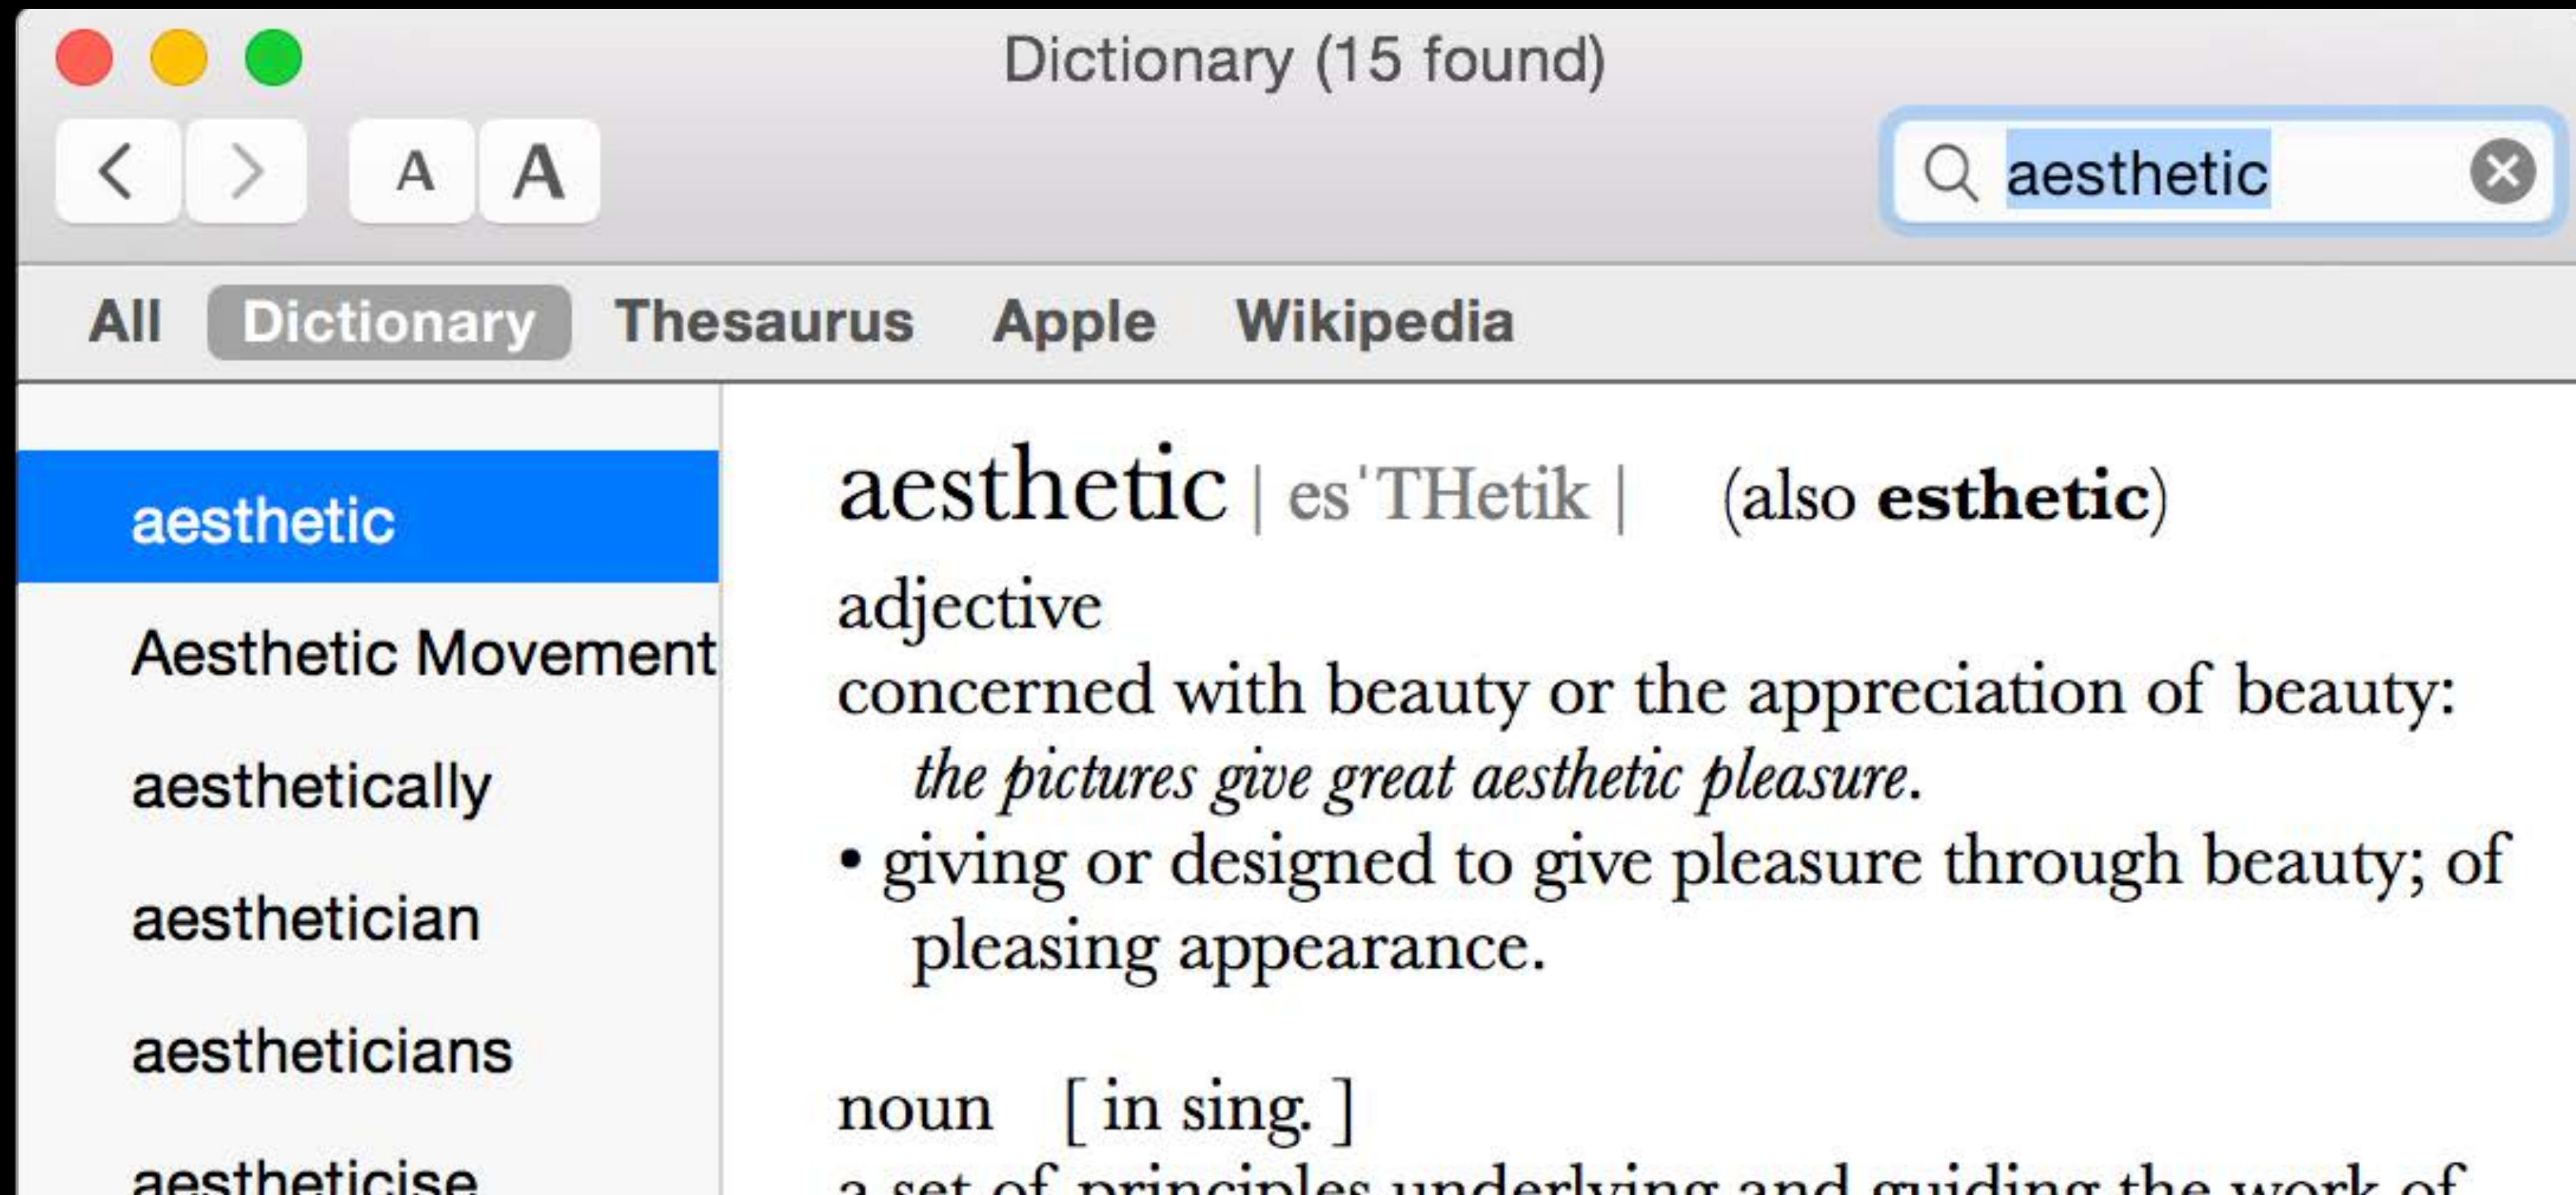 Dictionary (15 found)
A A
aesthetic
All Dictionary Thesaurus Apple Wikipedia
aesthetic
Aesthetic Movement
aesthetically
aesthetician
aestheticians
aestheticise
aesthetic | esˈTHetik | (also esthetic)
adjective
concerned with beauty or the appreciation of beauty:
the pictures give great aesthetic pleasure.
• giving or designed to give pleasure through beauty; of
pleasing appearance.
noun [ in sing. ]
a set of principles underlying and guiding the work of